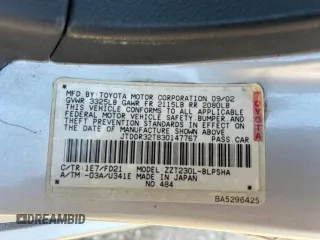 MFD BY: TOYOTA MOTOR CORPORATION 09/02
GVWR 3325LB GAWR FR 2115LB RR 2080LB
THIS VEHICLE CONFORMS TO ALL APPLICABLE
FEDERAL MOTOR VEHICLE SAFETY, BUMPER, AND
THEFT PREVENTION STANDARDS IN EFFECT ON
THE DATE OF MANUFACTURE SHOWN ABOVE.
JTDDR32T830147767 PASS CAR
TOYOTA
C/TR: 1E7/FD21 MODEL: ZZT230L-BLPSHA
A/TM: -03A/U341E MADE IN JAPAN
NO 484
BA5296425
© IDEAMBID